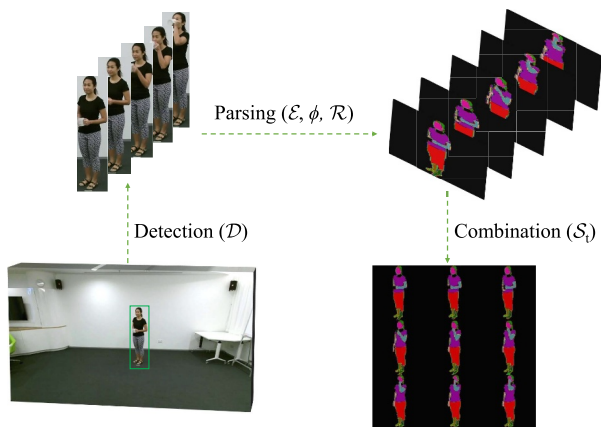 Parsing (ℰ, ϕ, ℛ)
Detection (𝒟)
Combination (𝒮ₜ)